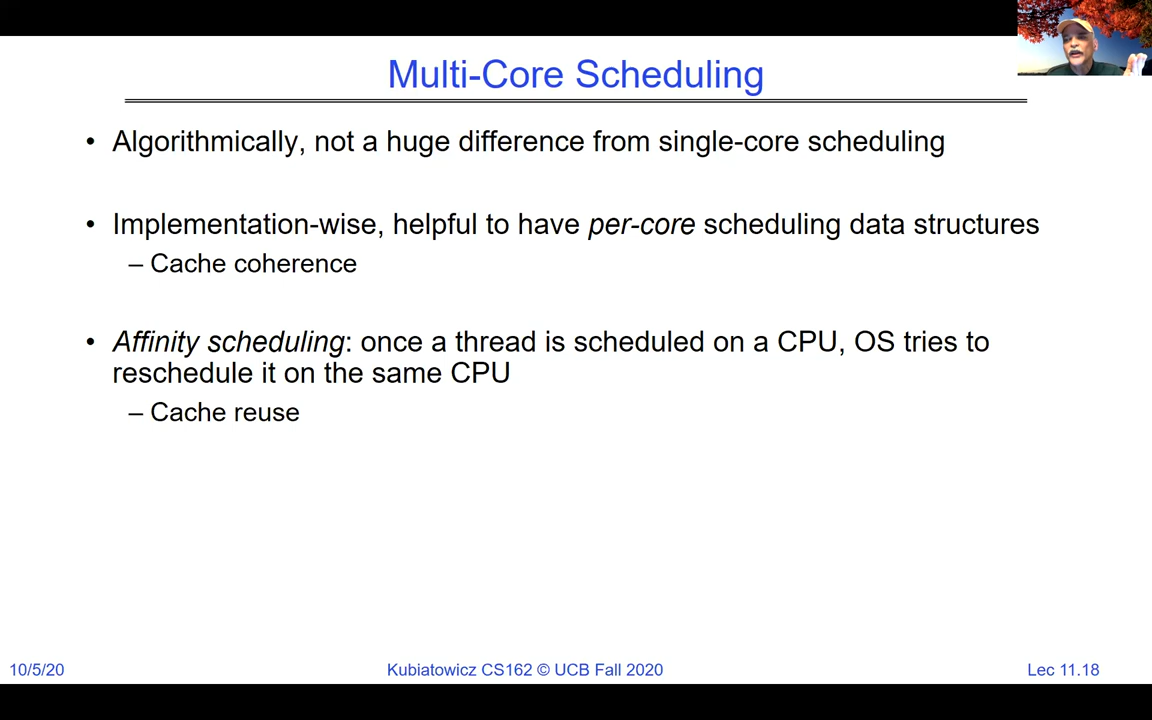 Multi-Core Scheduling
• Algorithmically, not a huge difference from single-core scheduling
• Implementation-wise, helpful to have per-core scheduling data structures
– Cache coherence
• Affinity scheduling: once a thread is scheduled on a CPU, OS tries to
reschedule it on the same CPU
– Cache reuse
10/5/20
Kubiatowicz CS162 © UCB Fall 2020
Lec 11.18